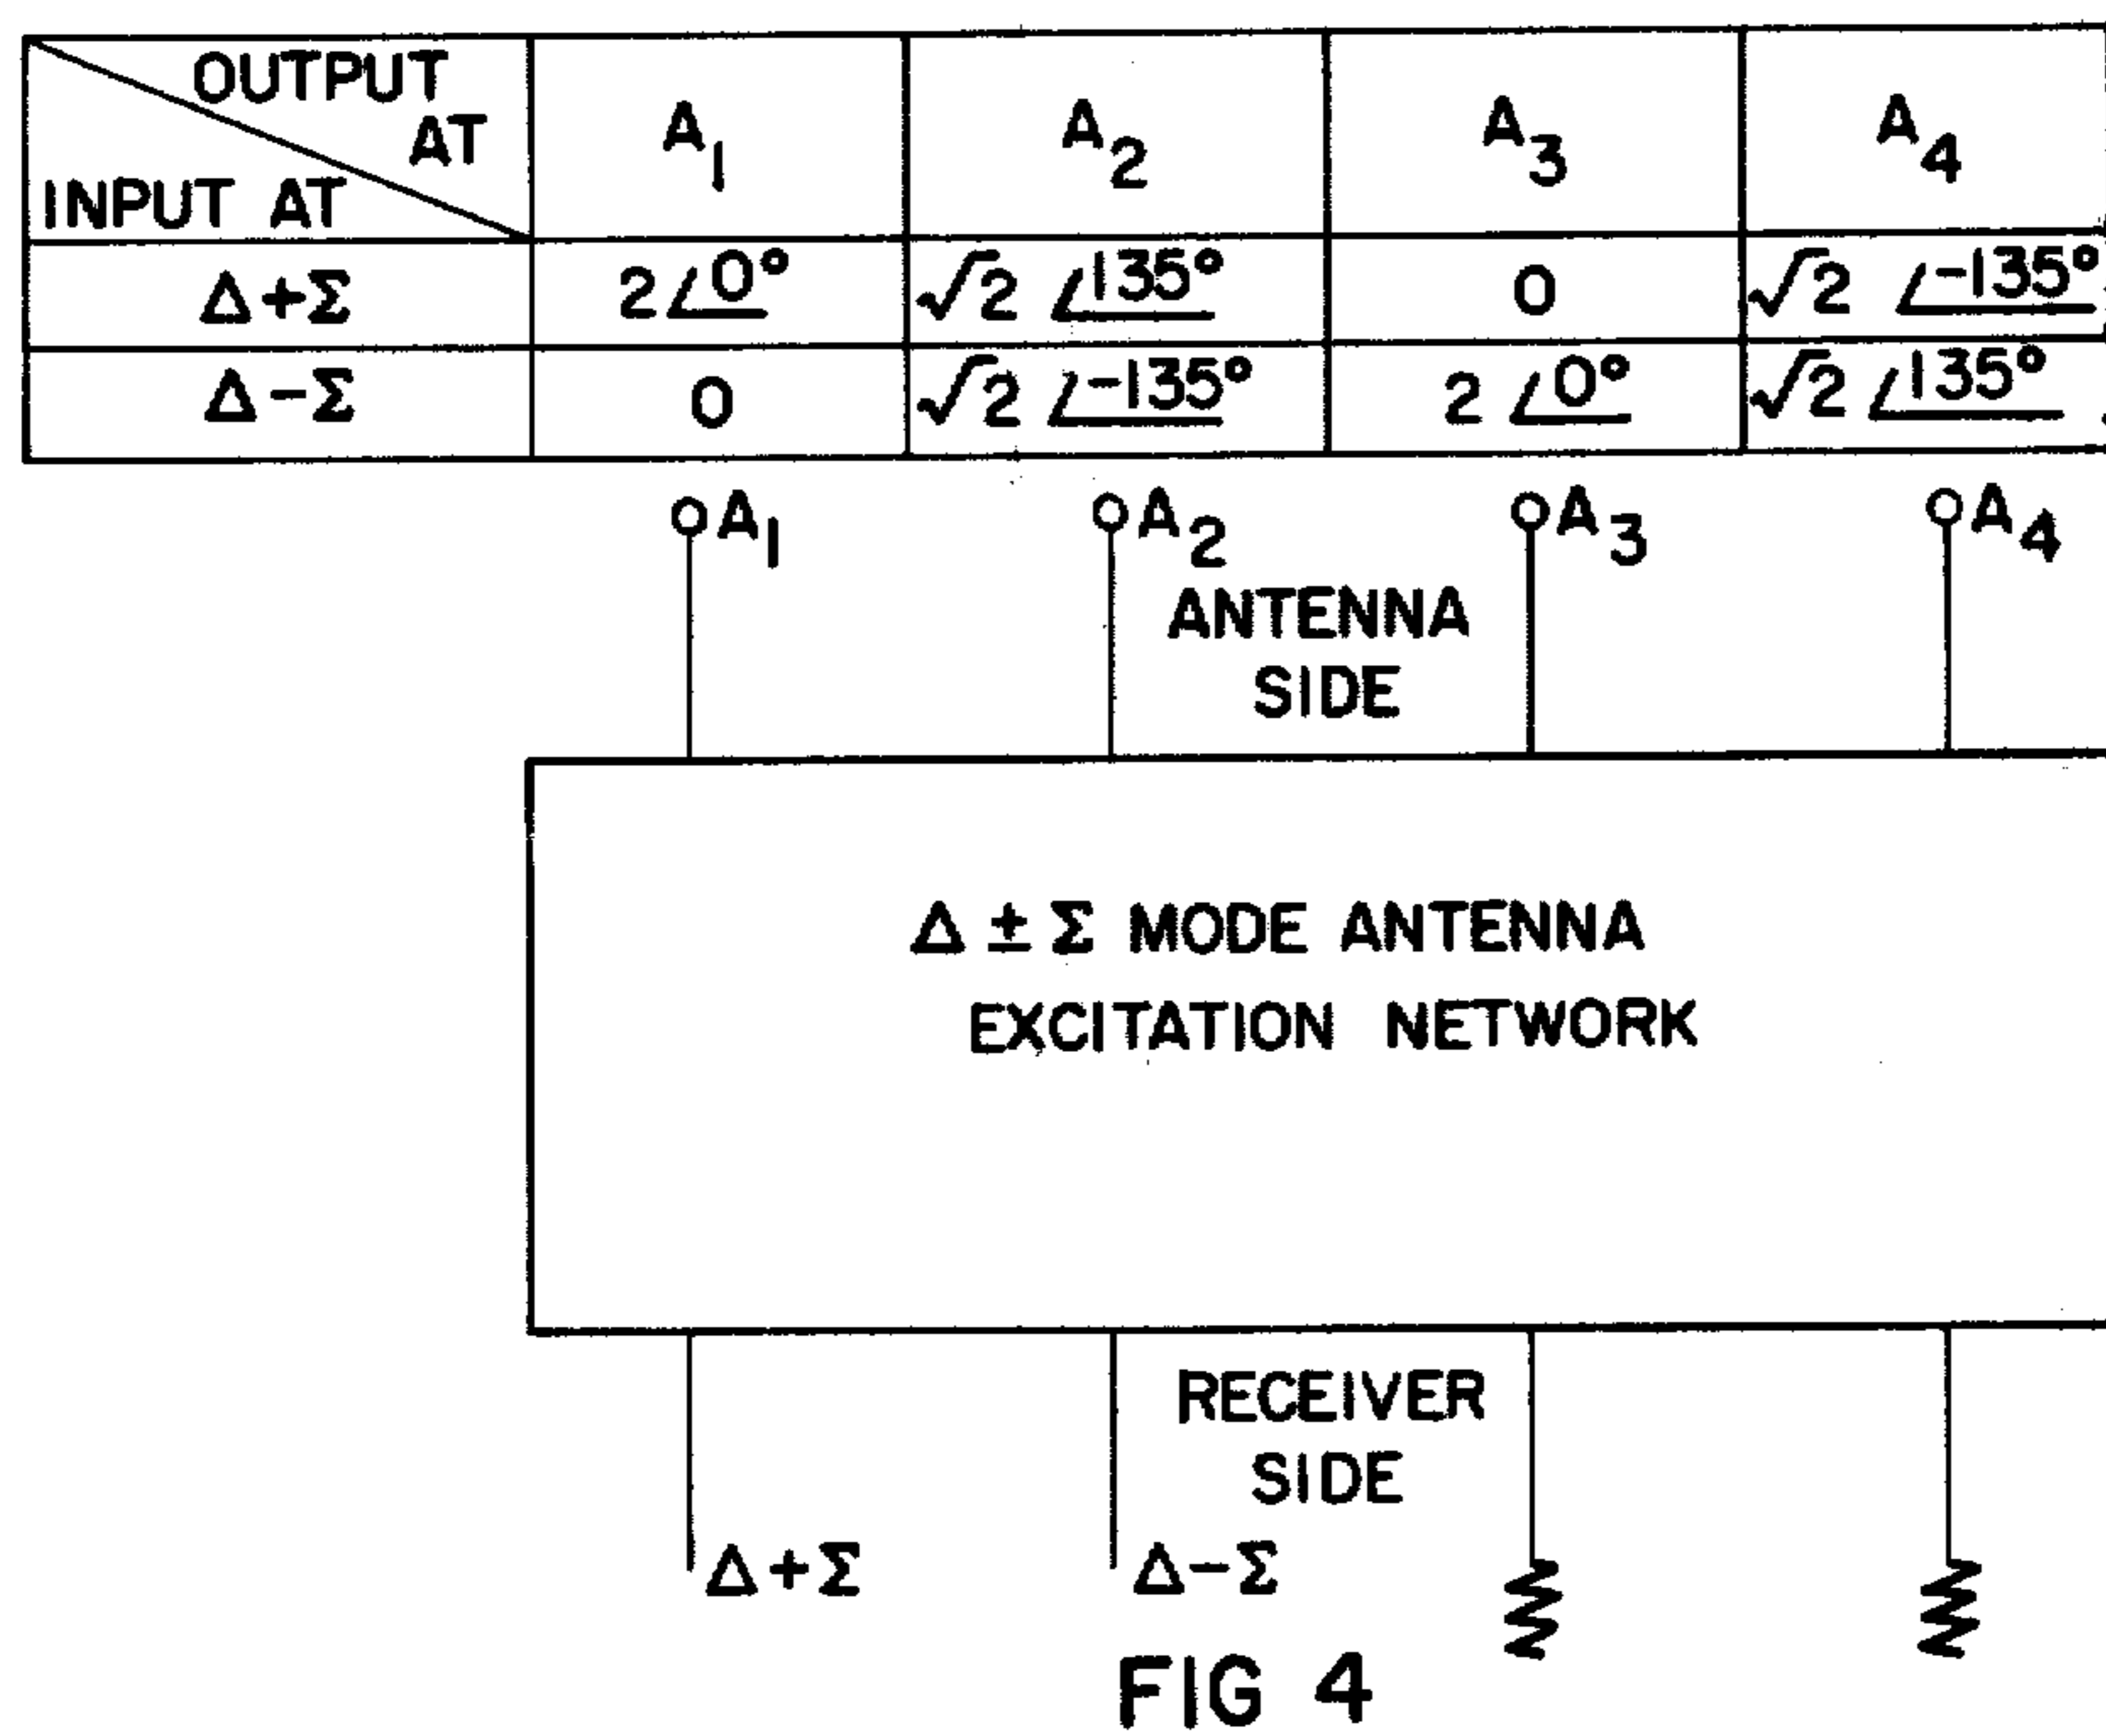 OUTPUT AT
INPUT AT
A1 A2 A3 A4
Δ+Σ 2∠0° √2 ∠135° 0 √2 ∠-135°
Δ-Σ 0 √2 ∠-135° 2 ∠0° √2 ∠135°
A1 A2 A3 A4
ANTENNA
SIDE
Δ ± Σ MODE ANTENNA
EXCITATION NETWORK
RECEIVER
SIDE
Δ+Σ Δ-Σ
FIG 4